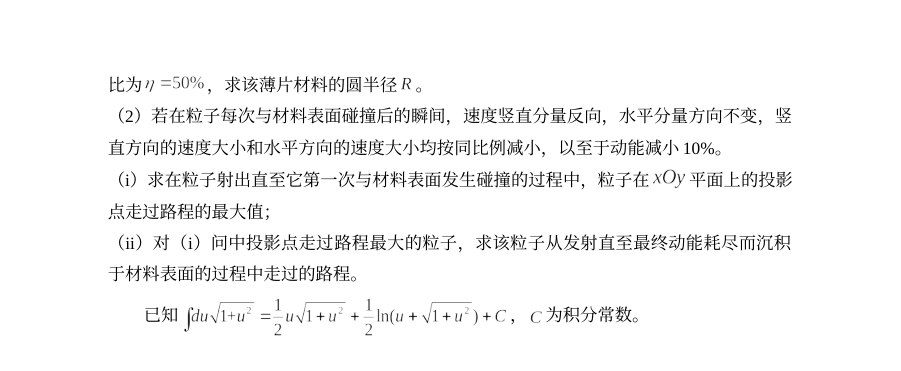 比为 η =50%，求该薄片材料的圆半径 R 。
（2）若在粒子每次与材料表面碰撞后的瞬间，速度竖直分量反向，水平分量方向不变，竖
直方向的速度大小和水平方向的速度大小均按同比例减小，以至于动能减小 10%。
（i）求在粒子射出直至它第一次与材料表面发生碰撞的过程中，粒子在 xOy 平面上的投影
点走过路程的最大值；
（ii）对（i）问中投影点走过路程最大的粒子，求该粒子从发射直至最终动能耗尽而沉积
于材料表面的过程中走过的路程。
已知 ∫du√(1+u²) = 1/2 u√(1+u²) + 1/2 ln(u + √(1+u²)) + C ， C 为积分常数。